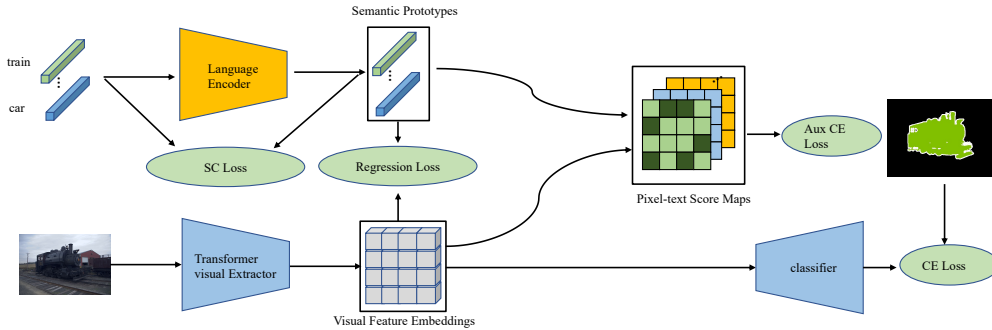 Semantic Prototypes
train
car
Language
Encoder
SC Loss
Regression Loss
Aux CE
Loss
Pixel-text Score Maps
Transformer
visual Extractor
classifier
CE Loss
Visual Feature Embeddings